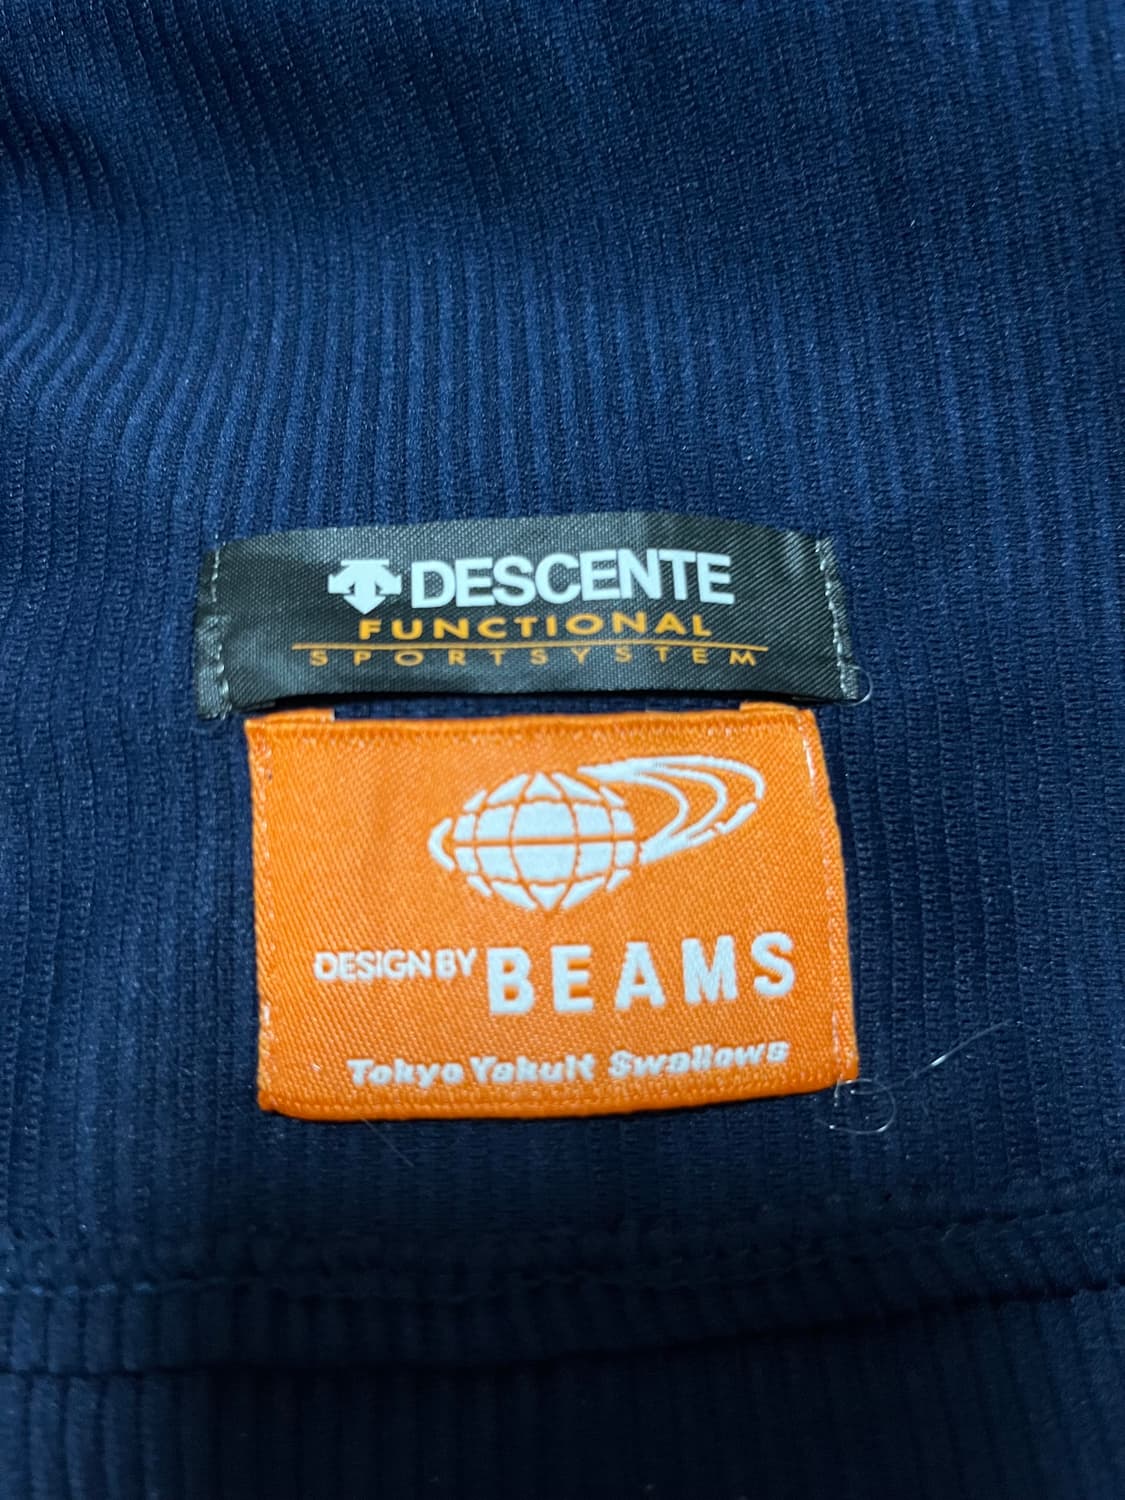 DESCENTE
FUNCTIONAL
SPORTSYSTEM
DESIGN BY BEAMS
Tokyo Yakult Swallows